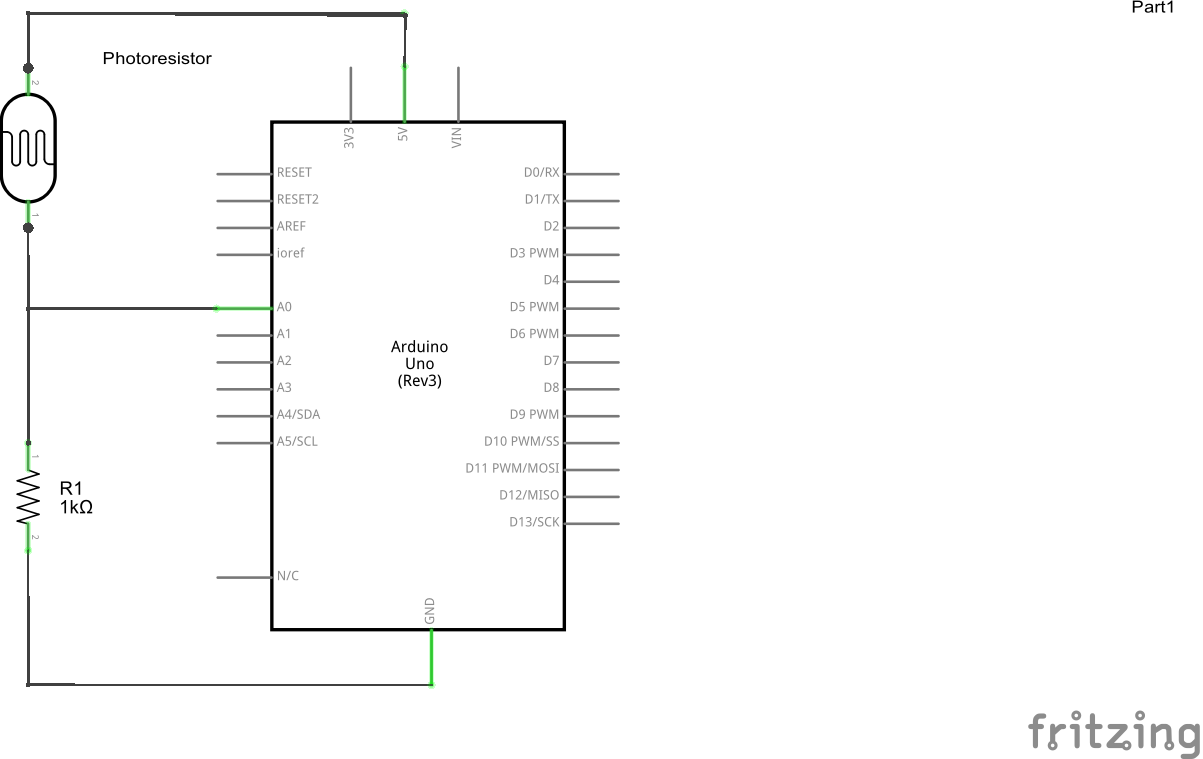 Part1
Photoresistor
2
1
3V3
5V
VIN
RESET
RESET2
AREF
ioref
A0
A1
A2
A3
A4/SDA
A5/SCL
N/C
Arduino
Uno
(Rev3)
D0/RX
D1/TX
D2
D3 PWM
D4
D5 PWM
D6 PWM
D7
D8
D9 PWM
D10 PWM/SS
D11 PWM/MOSI
D12/MISO
D13/SCK
GND
1
R1
1kΩ
2
fritzing